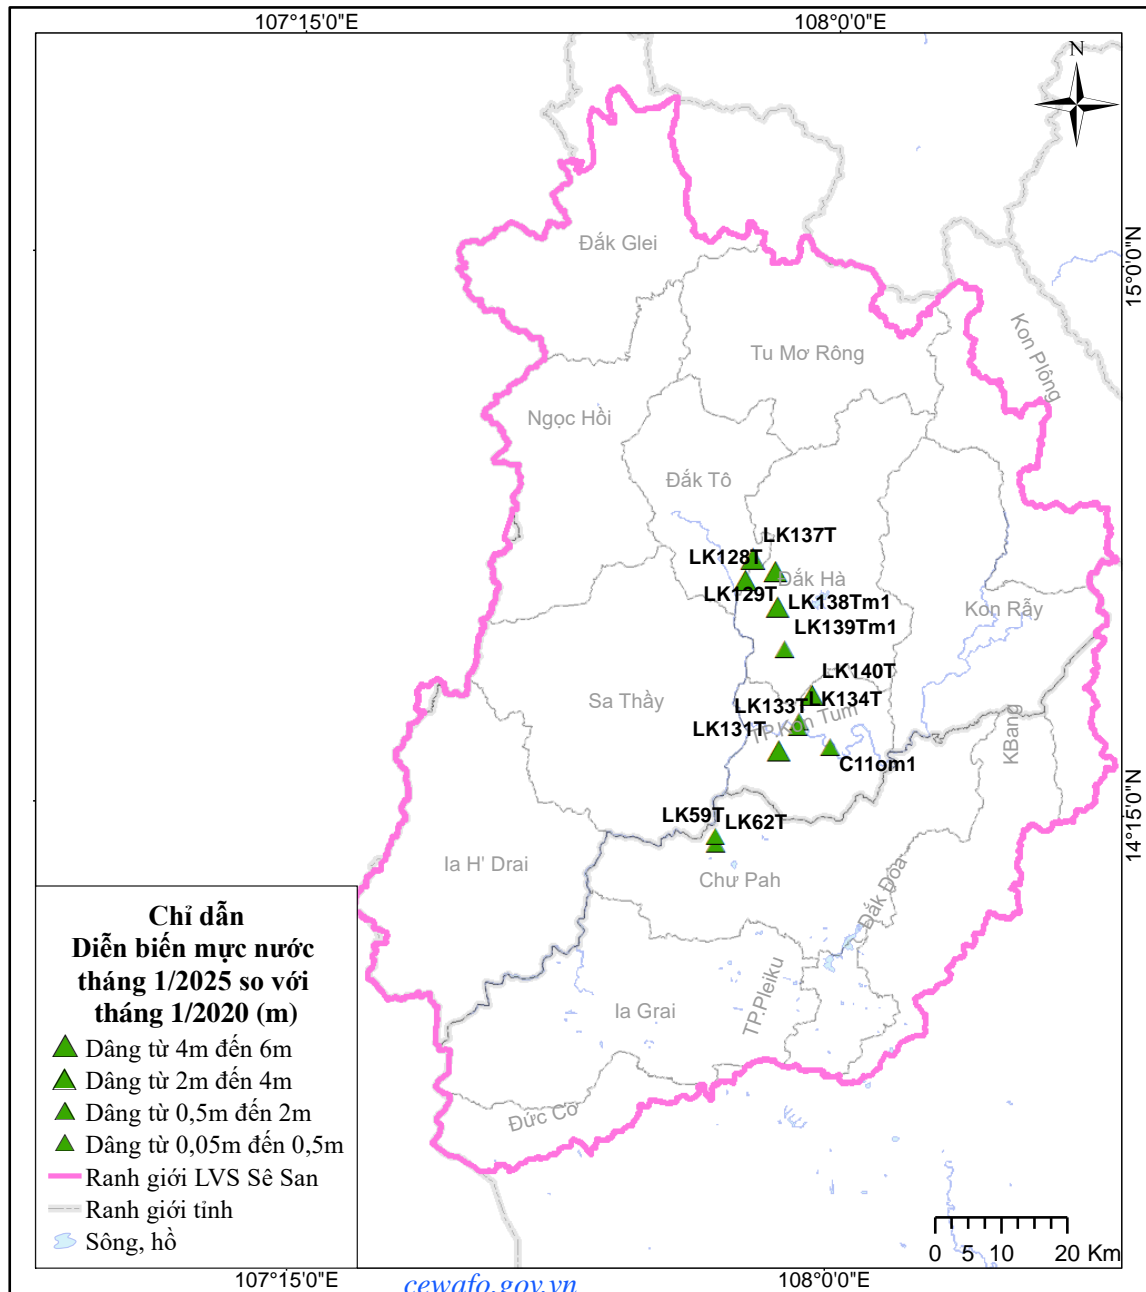 107°15'0"E
108°0'0"E
N
15°0'0"N
Đắk Glei
Kon Plông
Tu Mơ Rông
Ngọc Hồi
Đắk Tô
LK137T
LK128T
Đắk Hà
LK129T
LK138Tm1
Kon Rẫy
LK139Tm1
LK140T
Sa Thầy
LK133T
LK134T
TP.Kon Tum
LK131T
KBang
C11om1
14°15'0"N
LK59T
LK62T
Ia H' Drai
Chư Pah
Đắk Đoa
Ia Grai
TP.Pleiku
Đức Cơ
Chỉ dẫn
Diễn biến mực nước
tháng 1/2025 so với
tháng 1/2020 (m)
Dâng từ 4m đến 6m
Dâng từ 2m đến 4m
Dâng từ 0,5m đến 2m
Dâng từ 0,05m đến 0,5m
Ranh giới LVS Sê San
Ranh giới tỉnh
Sông, hồ
0 5 10 20 Km
107°15'0"E
108°0'0"E
cewafo.gov.vn